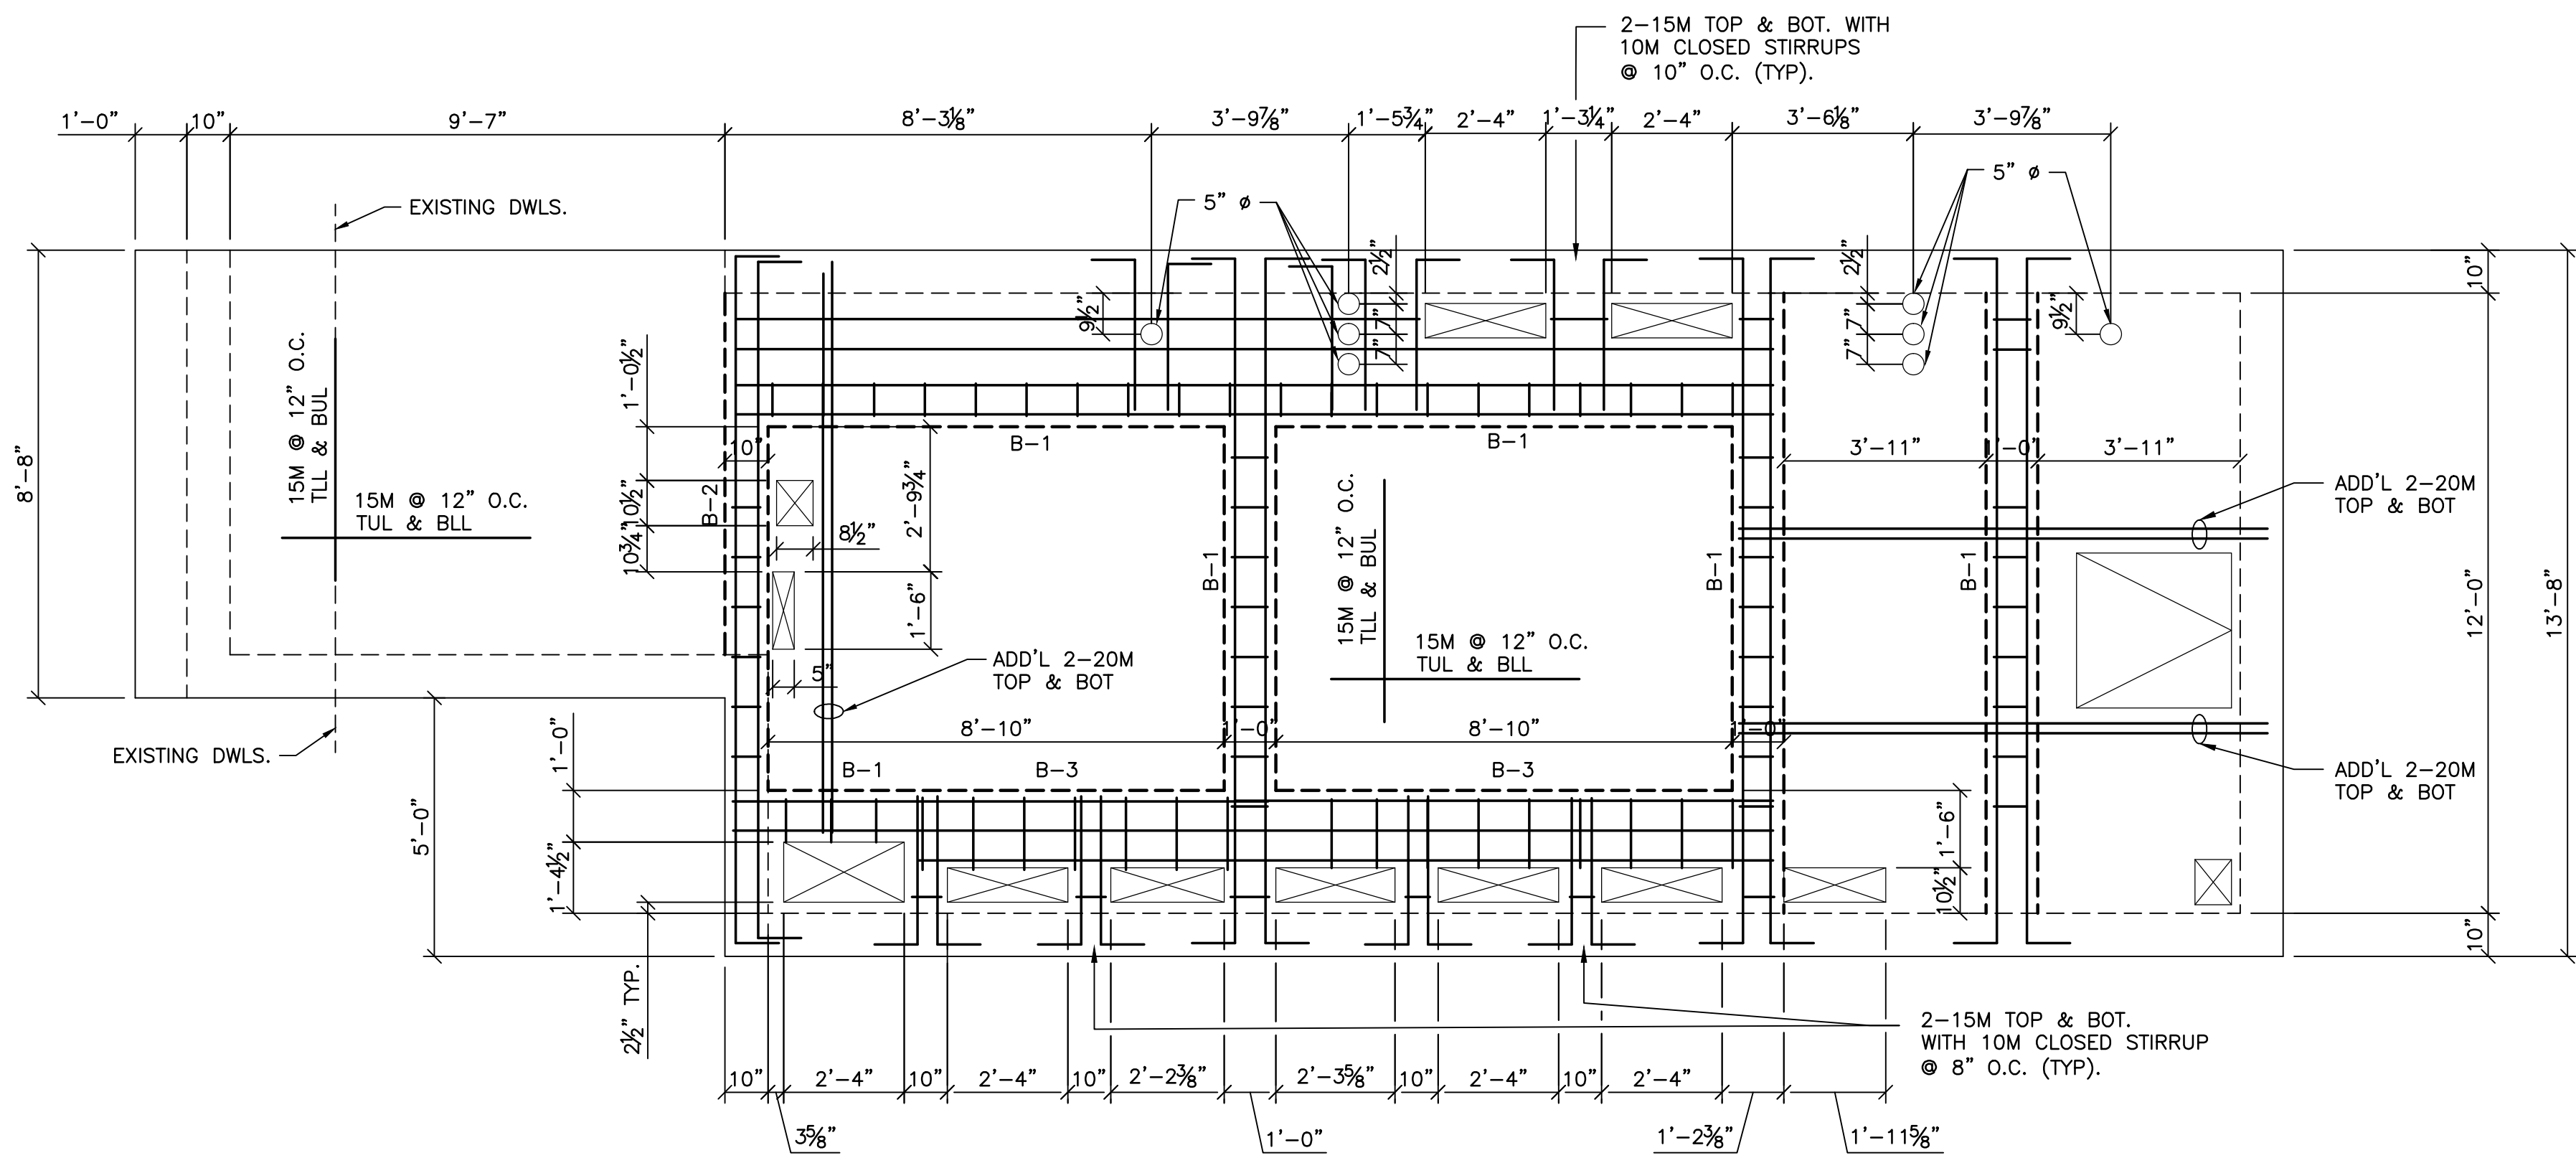 2-15M TOP & BOT. WITH
10M CLOSED STIRRUPS
@ 10" O.C. (TYP).
1'-0"
10"
9'-7"
8'-3⅛"
3'-9⅞"
1'-5¾"
2'-4"
1'-3¼"
2'-4"
3'-6⅛"
3'-9⅞"
EXISTING DWLS.
5" ø
5" ø
2½"
2½"
10"
9½"
7"
7"
7"
7"
9½"
8'-8"
15M @ 12" O.C.
TLL & BUL
15M @ 12" O.C.
TUL & BLL
1'-0½"
10"
B-1
B-1
3'-11"
1'-0"
3'-11"
10½"
B-2
2'-9¾"
8½"
10¾"
ADD'L 2-20M
TOP & BOT
B-1
15M @ 12" O.C.
TLL & BUL
B-1
B-1
12'-0"
13'-8"
1'-6"
15M @ 12" O.C.
TUL & BLL
5"
ADD'L 2-20M
TOP & BOT
8'-10"
1'-0"
8'-10"
1'-0"
EXISTING DWLS.
1'-0"
B-1
B-3
B-3
ADD'L 2-20M
TOP & BOT
5'-0"
1'-4½"
1'-6"
10½"
10"
2½" TYP.
2-15M TOP & BOT.
WITH 10M CLOSED STIRRUP
@ 8" O.C. (TYP).
10"
2'-4"
10"
2'-4"
10"
2'-2⅜"
2'-3⅝"
10"
2'-4"
10"
2'-4"
3⅝"
1'-0"
1'-2⅜"
1'-11⅝"